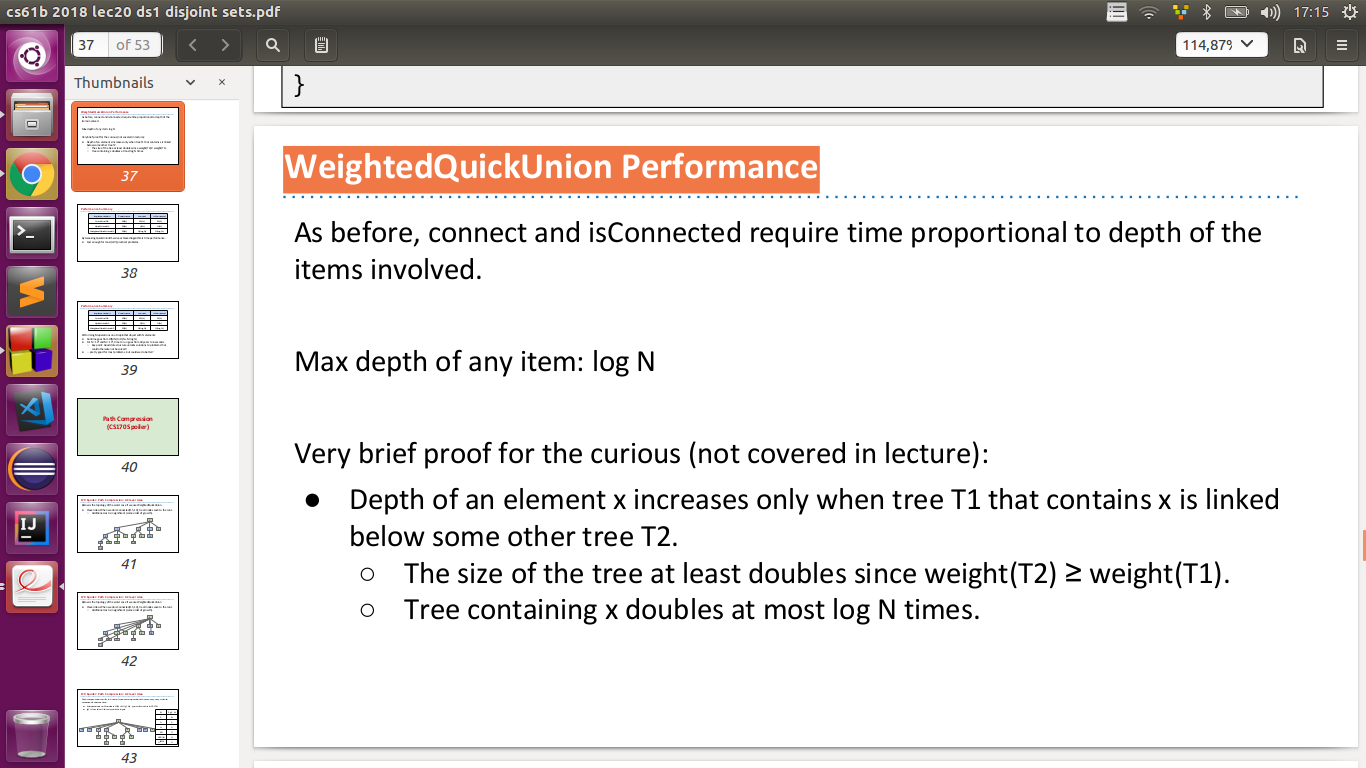 cs61b 2018 lec20 ds1 disjoint sets.pdf
17:15
37 of 53
114,87%
Thumbnails
}
WeightedQuickUnion Performance
As before, connect and isConnected require time proportional to depth of the
items involved.
Max depth of any item: log N
Very brief proof for the curious (not covered in lecture):
● Depth of an element x increases only when tree T1 that contains x is linked
below some other tree T2.
○ The size of the tree at least doubles since weight(T2) ≥ weight(T1).
○ Tree containing x doubles at most log N times.
37
38
39
Path Compression
(CS170 Spoiler)
40
41
42
43
IJ